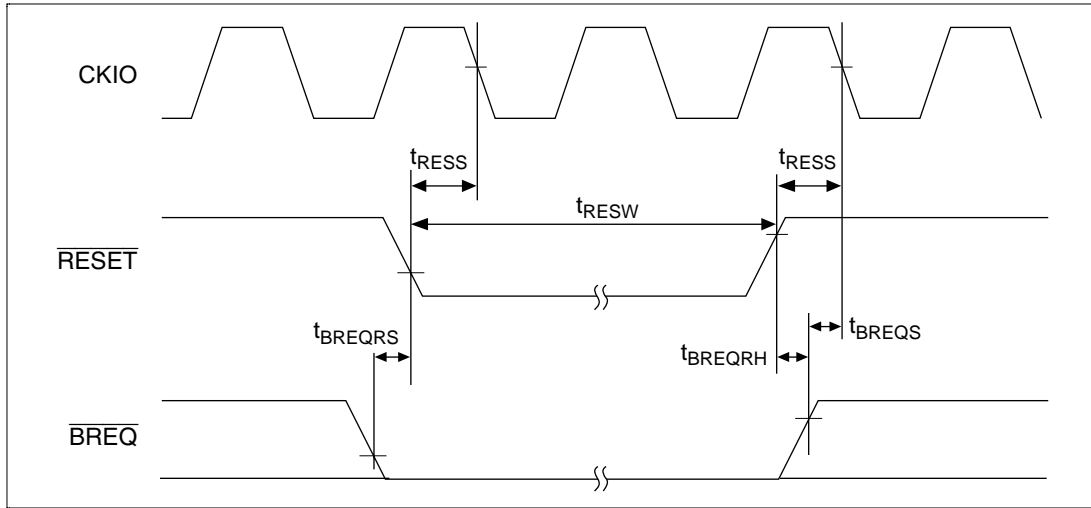 CKIO
tRESS
tRESS
tRESW
RESET
tBREQRS
tBREQRH
tBREQS
BREQ